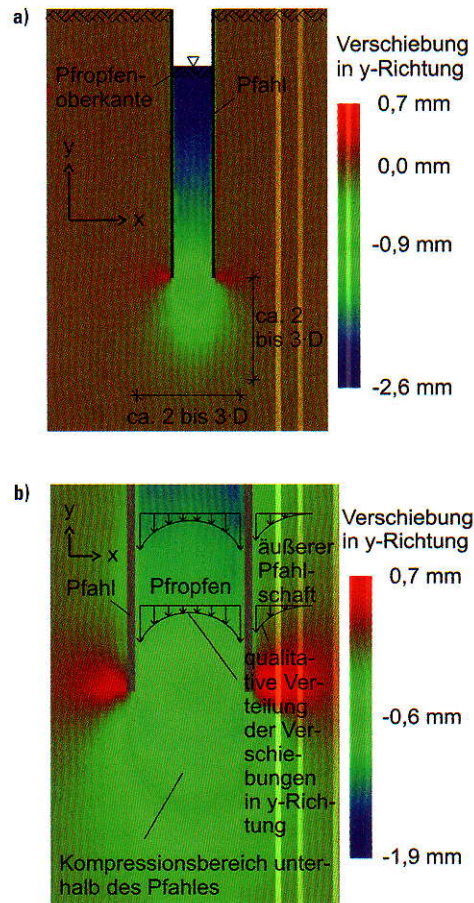 a)
Pfropfen-
oberkante
Pfahl
y
x
ca. 2
bis 3·D
ca. 2 bis 3·D
Verschiebung
in y-Richtung
0,7 mm
0,0 mm
-0,9 mm
-2,6 mm
b)
y
x
Pfahl
Pfropfen
äußerer
Pfahl-
schaft
qualita-
tive Ver-
teilung
der Ver-
schie-
bungen
in y-Rich-
tung
Kompressionsbereich unter-
halb des Pfahles
Verschiebung
in y-Richtung
0,7 mm
-0,6 mm
-1,9 mm